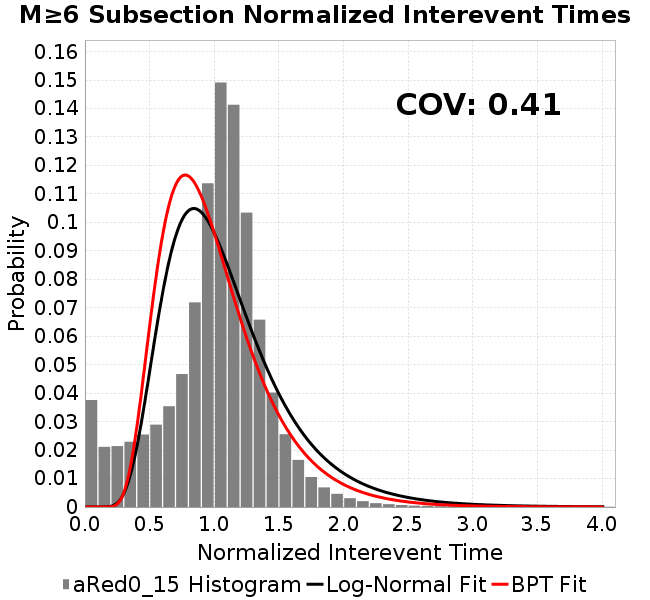 M≥6 Subsection Normalized Interevent Times
COV: 0.41
Probability
0.16
0.15
0.14
0.13
0.12
0.11
0.1
0.09
0.08
0.07
0.06
0.05
0.04
0.03
0.02
0.01
0
0.0 0.5 1.0 1.5 2.0 2.5 3.0 3.5 4.0
Normalized Interevent Time
aRed0_15 Histogram Log-Normal Fit BPT Fit